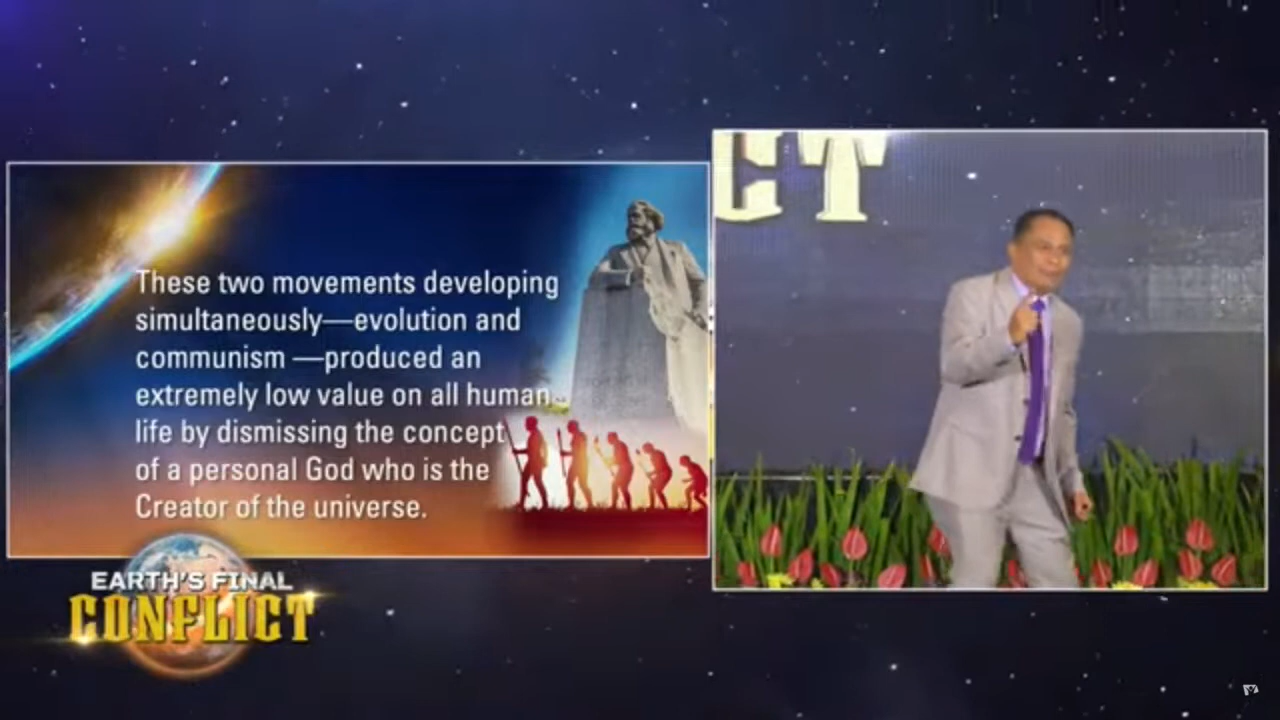 These two movements developing
simultaneously—evolution and
communism —produced an
extremely low value on all human
life by dismissing the concept
of a personal God who is the
Creator of the universe.
EARTH'S FINAL
CONFLICT
CT